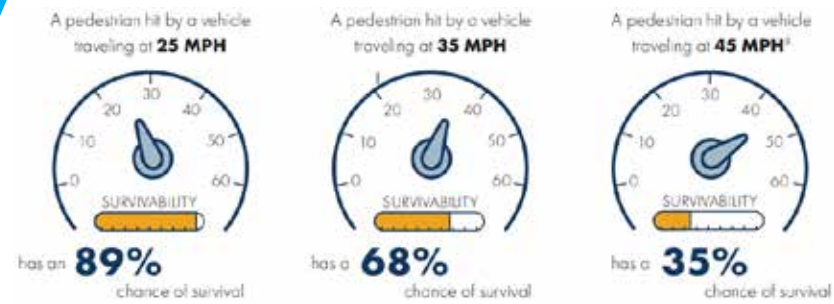 A pedestrian hit by a vehicle
traveling at 25 MPH
30
20
40
10
50
0
60
SURVIVABILITY
has an 89%
chance of survival
A pedestrian hit by a vehicle
traveling at 35 MPH
30
20
40
10
50
0
60
SURVIVABILITY
has a 68%
chance of survival
A pedestrian hit by a vehicle
traveling at 45 MPH
30
20
40
10
50
0
60
SURVIVABILITY
has a 35%
chance of survival